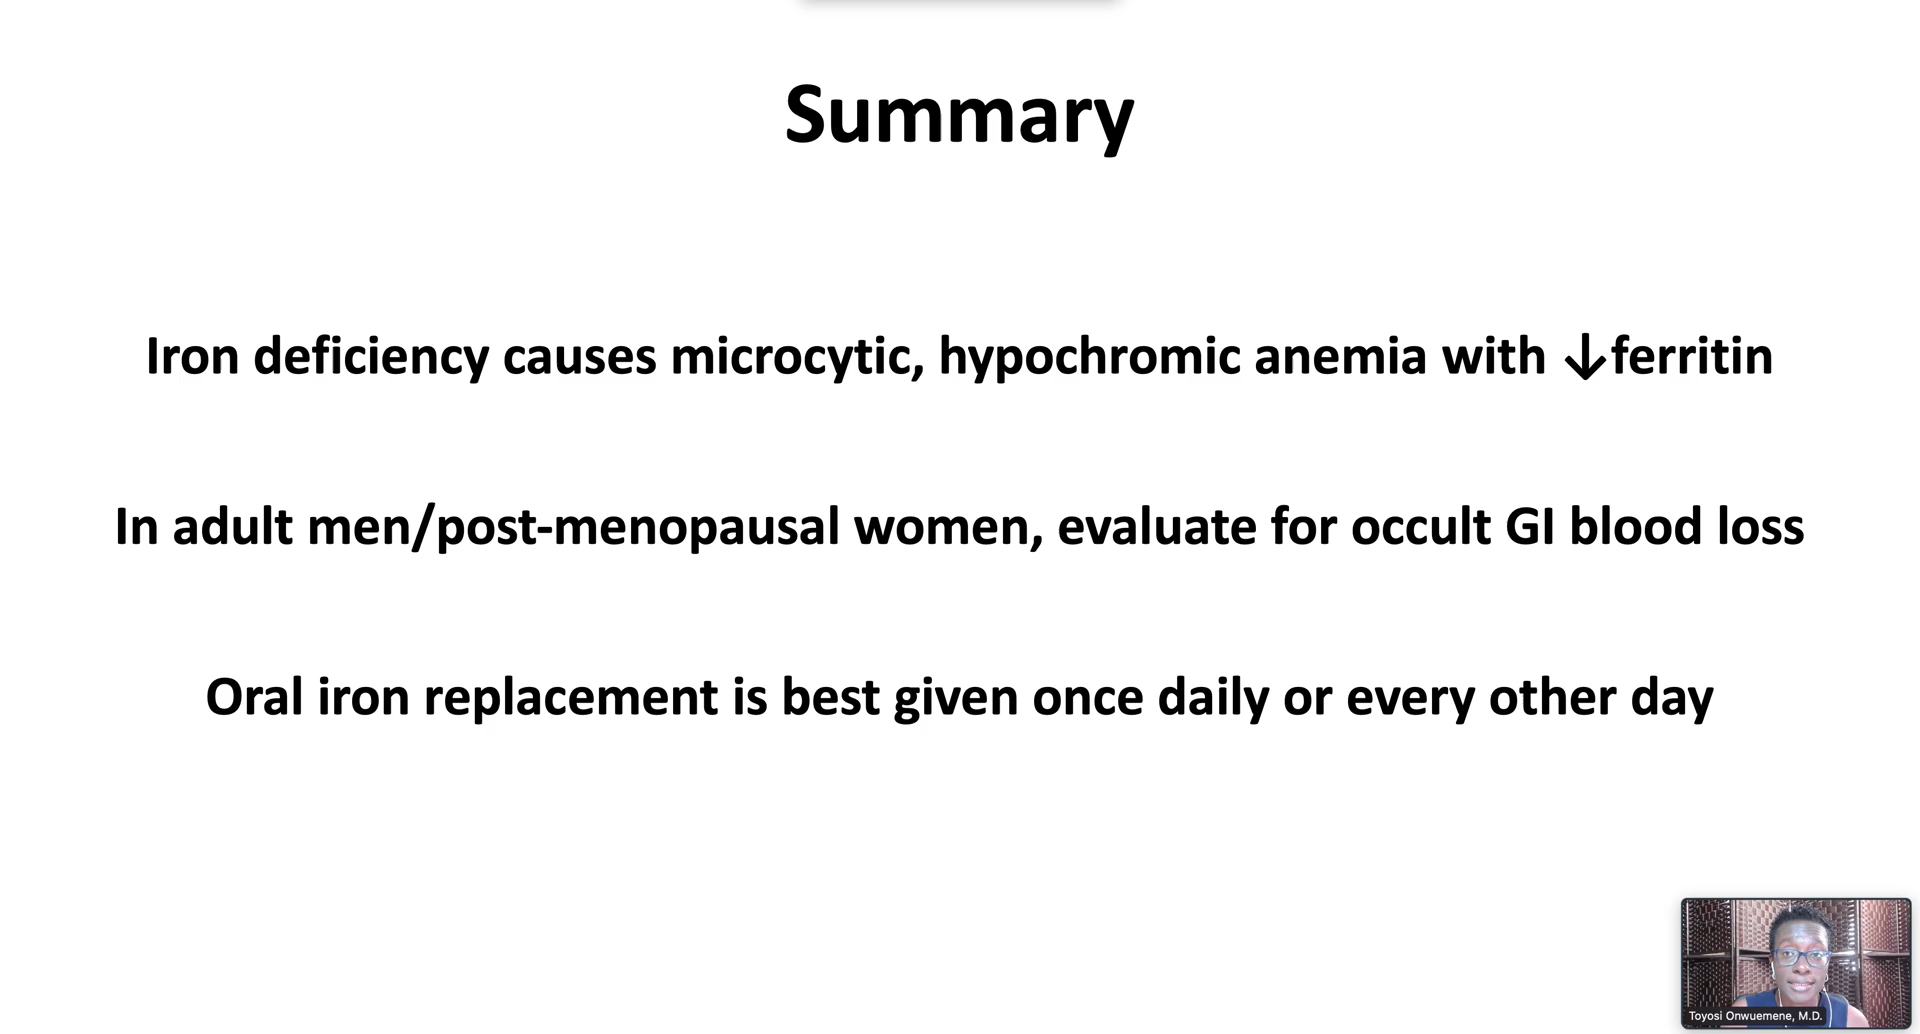 Summary
Iron deficiency causes microcytic, hypochromic anemia with ↓ferritin
In adult men/post-menopausal women, evaluate for occult GI blood loss
Oral iron replacement is best given once daily or every other day
Toyosi Onwuemene, M.D.